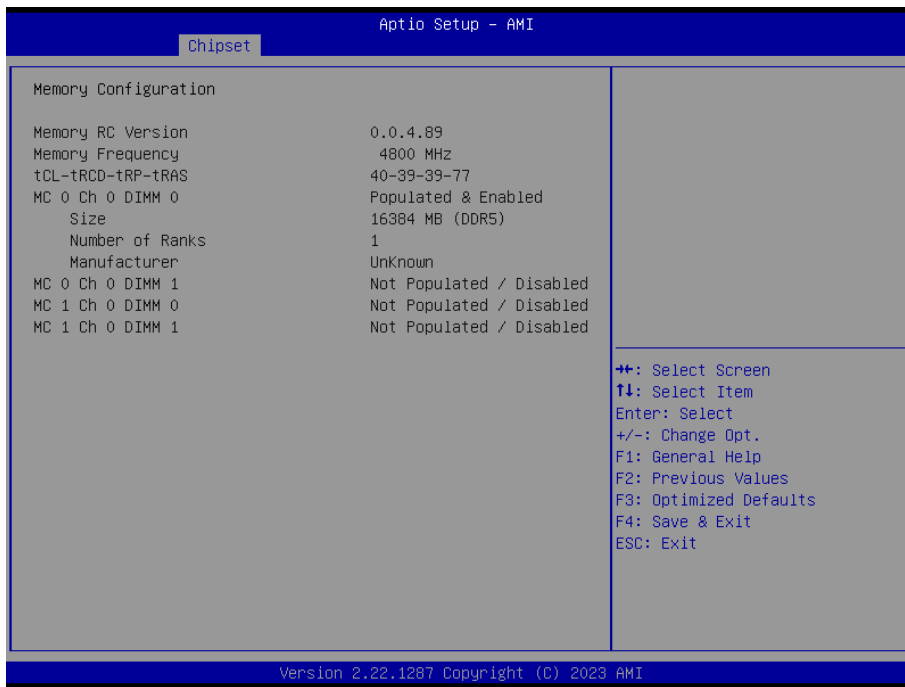 Aptio Setup – AMI
Chipset
Memory Configuration
Memory RC Version 0.0.4.89
Memory Frequency 4800 MHz
tCL-tRCD-tRP-tRAS 40-39-39-77
MC 0 Ch 0 DIMM 0 Populated & Enabled
Size 16384 MB (DDR5)
Number of Ranks 1
Manufacturer UnKnown
MC 0 Ch 0 DIMM 1 Not Populated / Disabled
MC 1 Ch 0 DIMM 0 Not Populated / Disabled
MC 1 Ch 0 DIMM 1 Not Populated / Disabled
→←: Select Screen
↑↓: Select Item
Enter: Select
+/-: Change Opt.
F1: General Help
F2: Previous Values
F3: Optimized Defaults
F4: Save & Exit
ESC: Exit
Version 2.22.1287 Copyright (C) 2023 AMI